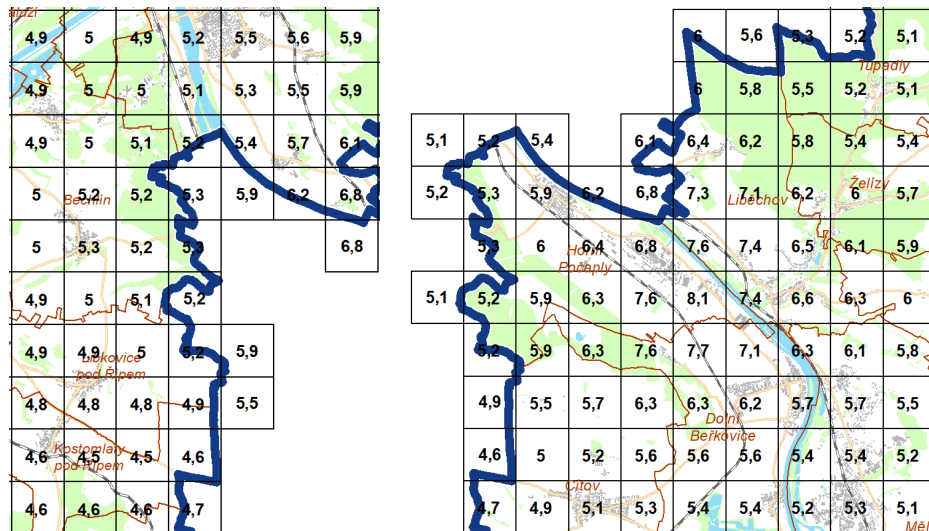 4,9 5 4,9 5,2 5,5 5,6 5,9
4,9 5 5 5,1 5,3 5,5 5,9
4,9 5 5,1 5,2 5,4 5,7 6,1
5 5,2 5,2 5,3 5,9 6,2 6,8
5 5,3 5,2 5,3 6,8
4,9 5 5,1 5,2
4,9 4,9 5 5,2 5,9
Libkovice
pod Řípem
4,8 4,8 4,8 4,9 5,5
4,6 4,5 4,5 4,6
Kostomlaty
pod Řípem
4,6 4,6 4,6 4,7
6 5,6 5,3 5,2 5,1
Tupadly
6 5,8 5,5 5,2 5,1
5,1 5,2 5,4 6,1 6,4 6,2 5,8 5,4 5,4
5,2 5,3 5,9 6,2 6,8 7,3 7,1 6,2 6 5,7
Želízy
Liběchov
5,3 6 6,4 6,8 7,6 7,4 6,5 6,1 5,9
Horní
Počaply
5,1 5,2 5,9 6,3 7,6 8,1 7,4 6,6 6,3 6
5,2 5,9 6,3 7,6 7,7 7,1 6,3 6,1 5,8
4,9 5,5 5,7 6,3 6,3 6,2 5,7 5,7 5,5
Dolní
Beřkovice
4,6 5 5,2 5,6 5,6 5,6 5,4 5,4 5,2
Cítov
4,7 4,9 5,1 5,3 5,4 5,4 5,2 5,3 5,1
Měl